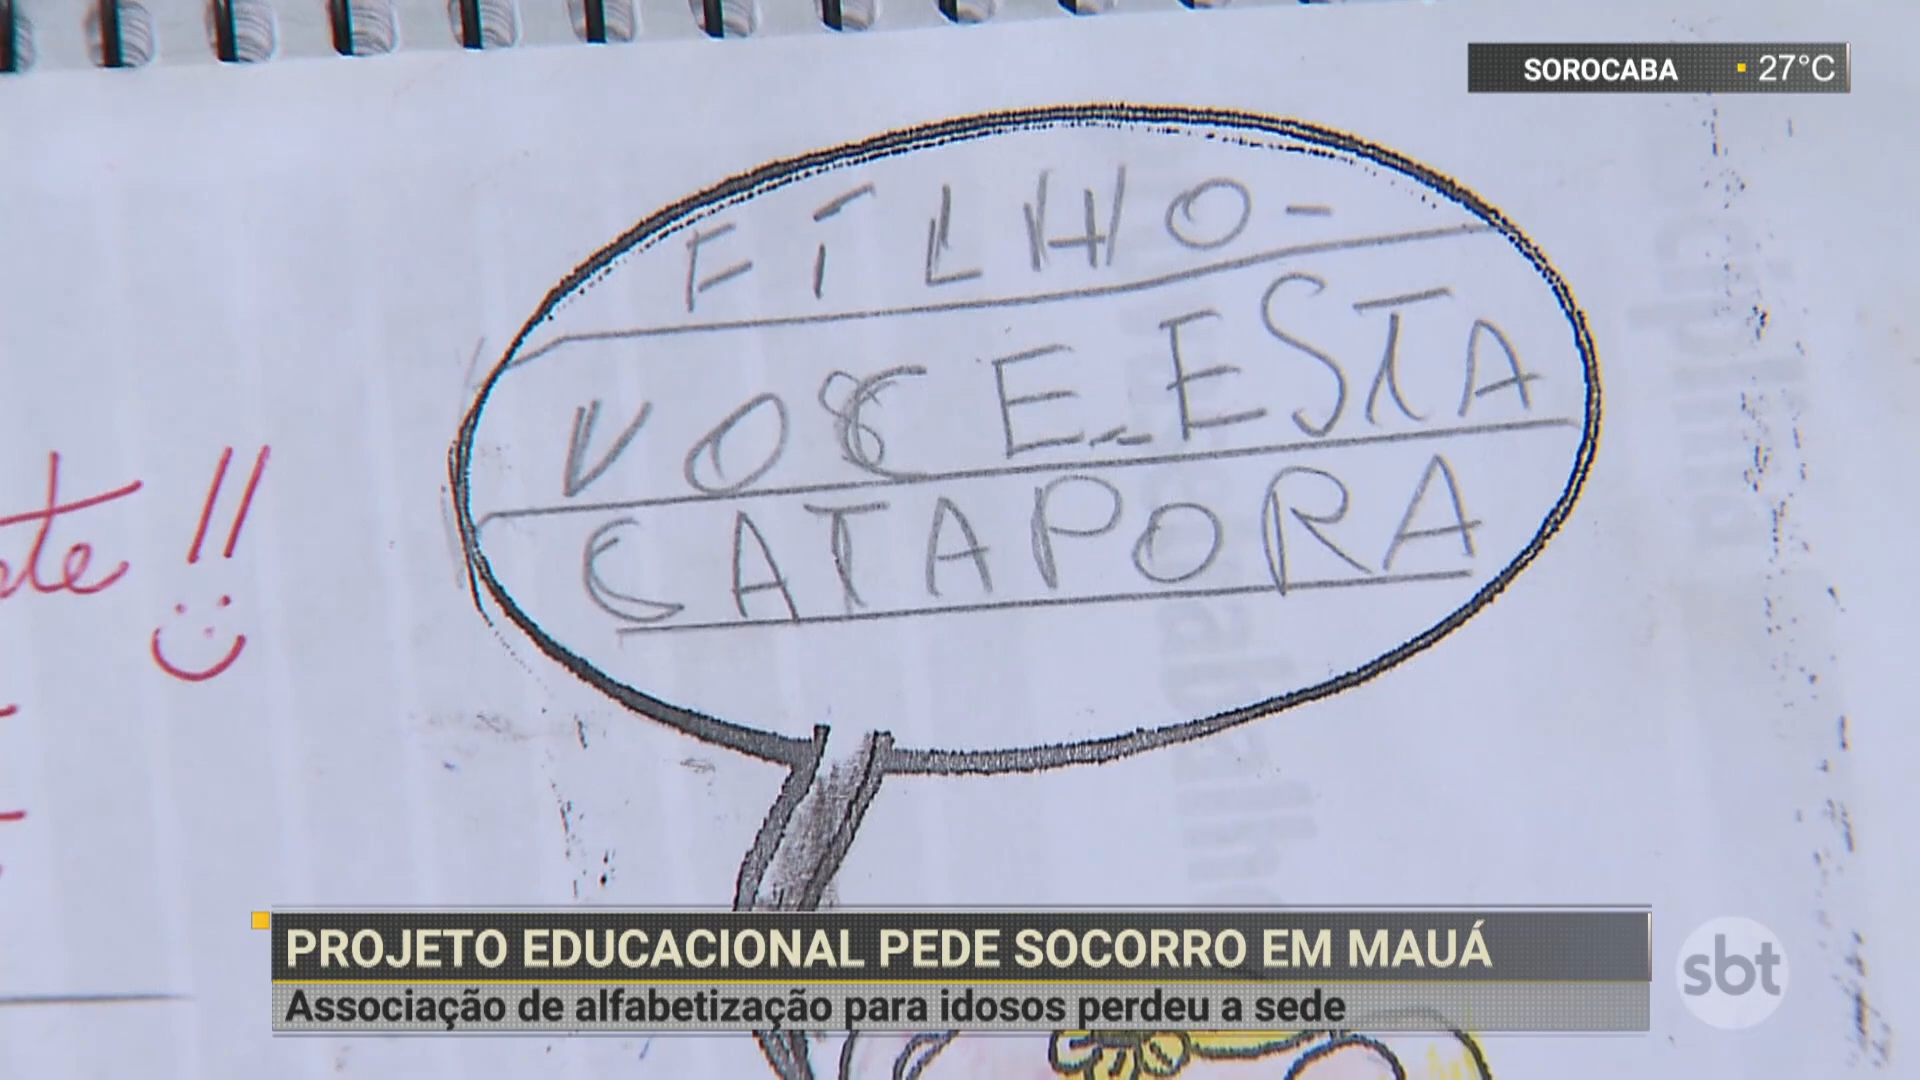 SOROCABA 27°C
FILHO-
VOCE-ESTA
CATAPORA
!!
PROJETO EDUCACIONAL PEDE SOCORRO EM MAUÁ
Associação de alfabetização para idosos perdeu a sede
sbt